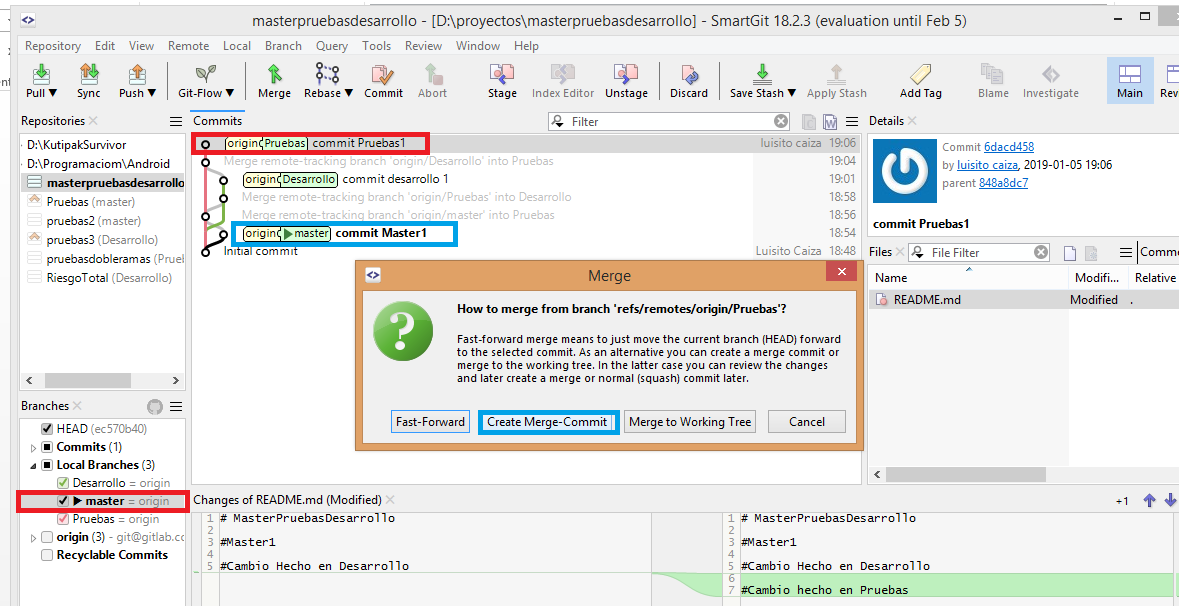 masterpruebasdesarrollo - [D:\proyectos\masterpruebasdesarrollo] - SmartGit 18.2.3 (evaluation until Feb 5)
Repository Edit View Remote Local Branch Query Tools Review Window Help
Pull ▼ Sync Push ▼ Git-Flow ▼ Merge Rebase ▼ Commit Abort Stage Index Editor Unstage Discard Save Stash ▼ Apply Stash Add Tag Blame Investigate Main Rev
Repositories
D:\KutipakSurvivor
D:\Programaciom\Android
masterpruebasdesarrollo
Pruebas (master)
pruebas2 (master)
pruebas3 (Desarrollo)
pruebasdobleramas (Prueb
RiesgoTotal (Desarrollo)
Branches
HEAD (ec570b40)
Commits (1)
Local Branches (3)
Desarrollo = origin
master = origin
Pruebas = origin
origin (3) - git@gitlab.co
Recyclable Commits
Commits
Filter
origin Pruebas commit Pruebas1 luisito caiza 19:06
Merge remote-tracking branch 'origin/Desarrollo' into Pruebas 19:04
origin Desarrollo commit desarrollo 1 19:01
Merge remote-tracking branch 'origin/Pruebas' into Desarrollo 18:58
Merge remote-tracking branch 'origin/master' into Pruebas 18:56
origin master commit Master1 18:54
Initial commit Luisito Caiza 18:48
Merge
How to merge from branch 'refs/remotes/origin/Pruebas'?
Fast-forward merge means to just move the current branch (HEAD) forward
to the selected commit. As an alternative you can create a merge commit or
merge to the working tree. In the latter case you can review the changes
and later create a merge or normal (squash) commit later.
Fast-Forward Create Merge-Commit Merge to Working Tree Cancel
Details
Commit 6dacd458
by luisito caiza, 2019-01-05 19:06
parent 848a8dc7
commit Pruebas1
Files File Filter Comm
Name Modifi... Relative
README.md Modified .
Changes of README.md (Modified) +1
1 # MasterPruebasDesarrollo
2
3 #Master1
4
5 #Cambio Hecho en Desarrollo
1 # MasterPruebasDesarrollo
2
3 #Master1
4
5 #Cambio Hecho en Desarrollo
6
7 #Cambio hecho en Pruebas